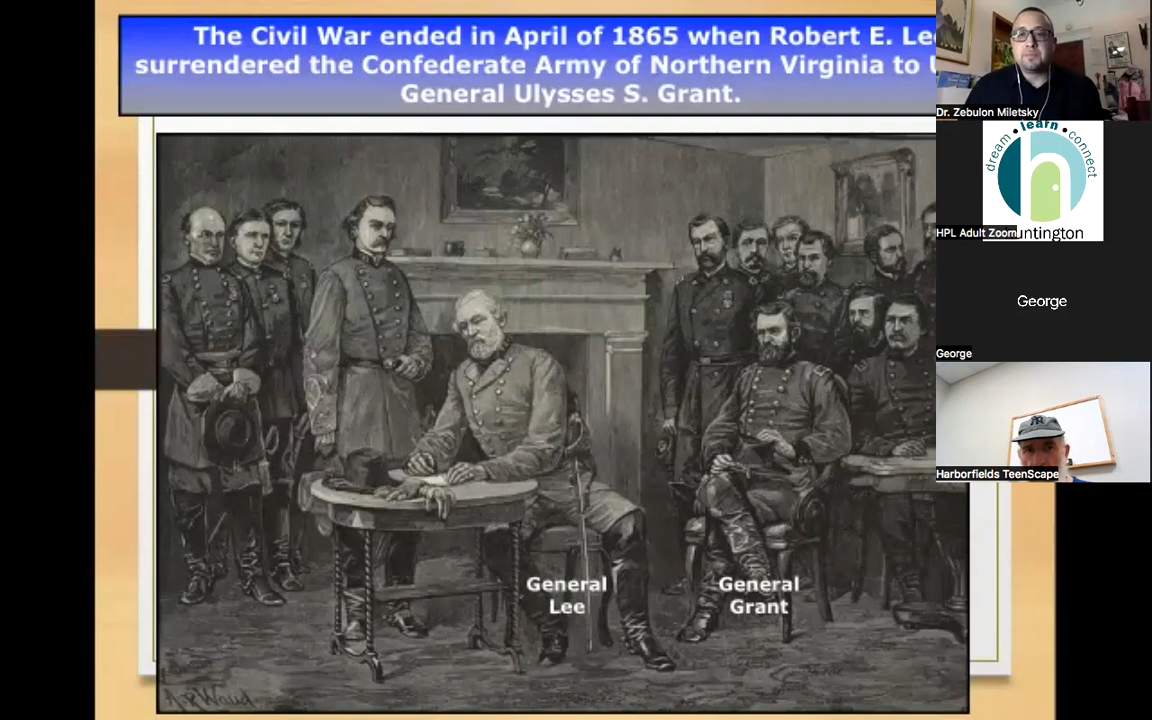 The Civil War ended in April of 1865 when Robert E. Le
surrendered the Confederate Army of Northern Virginia to
General Ulysses S. Grant.
General
Lee
General
Grant
Dr. Zebulon Miletsky
dream • learn • connect
HPL Adult Zoom
untington
George
George
Harborfields TeenScape